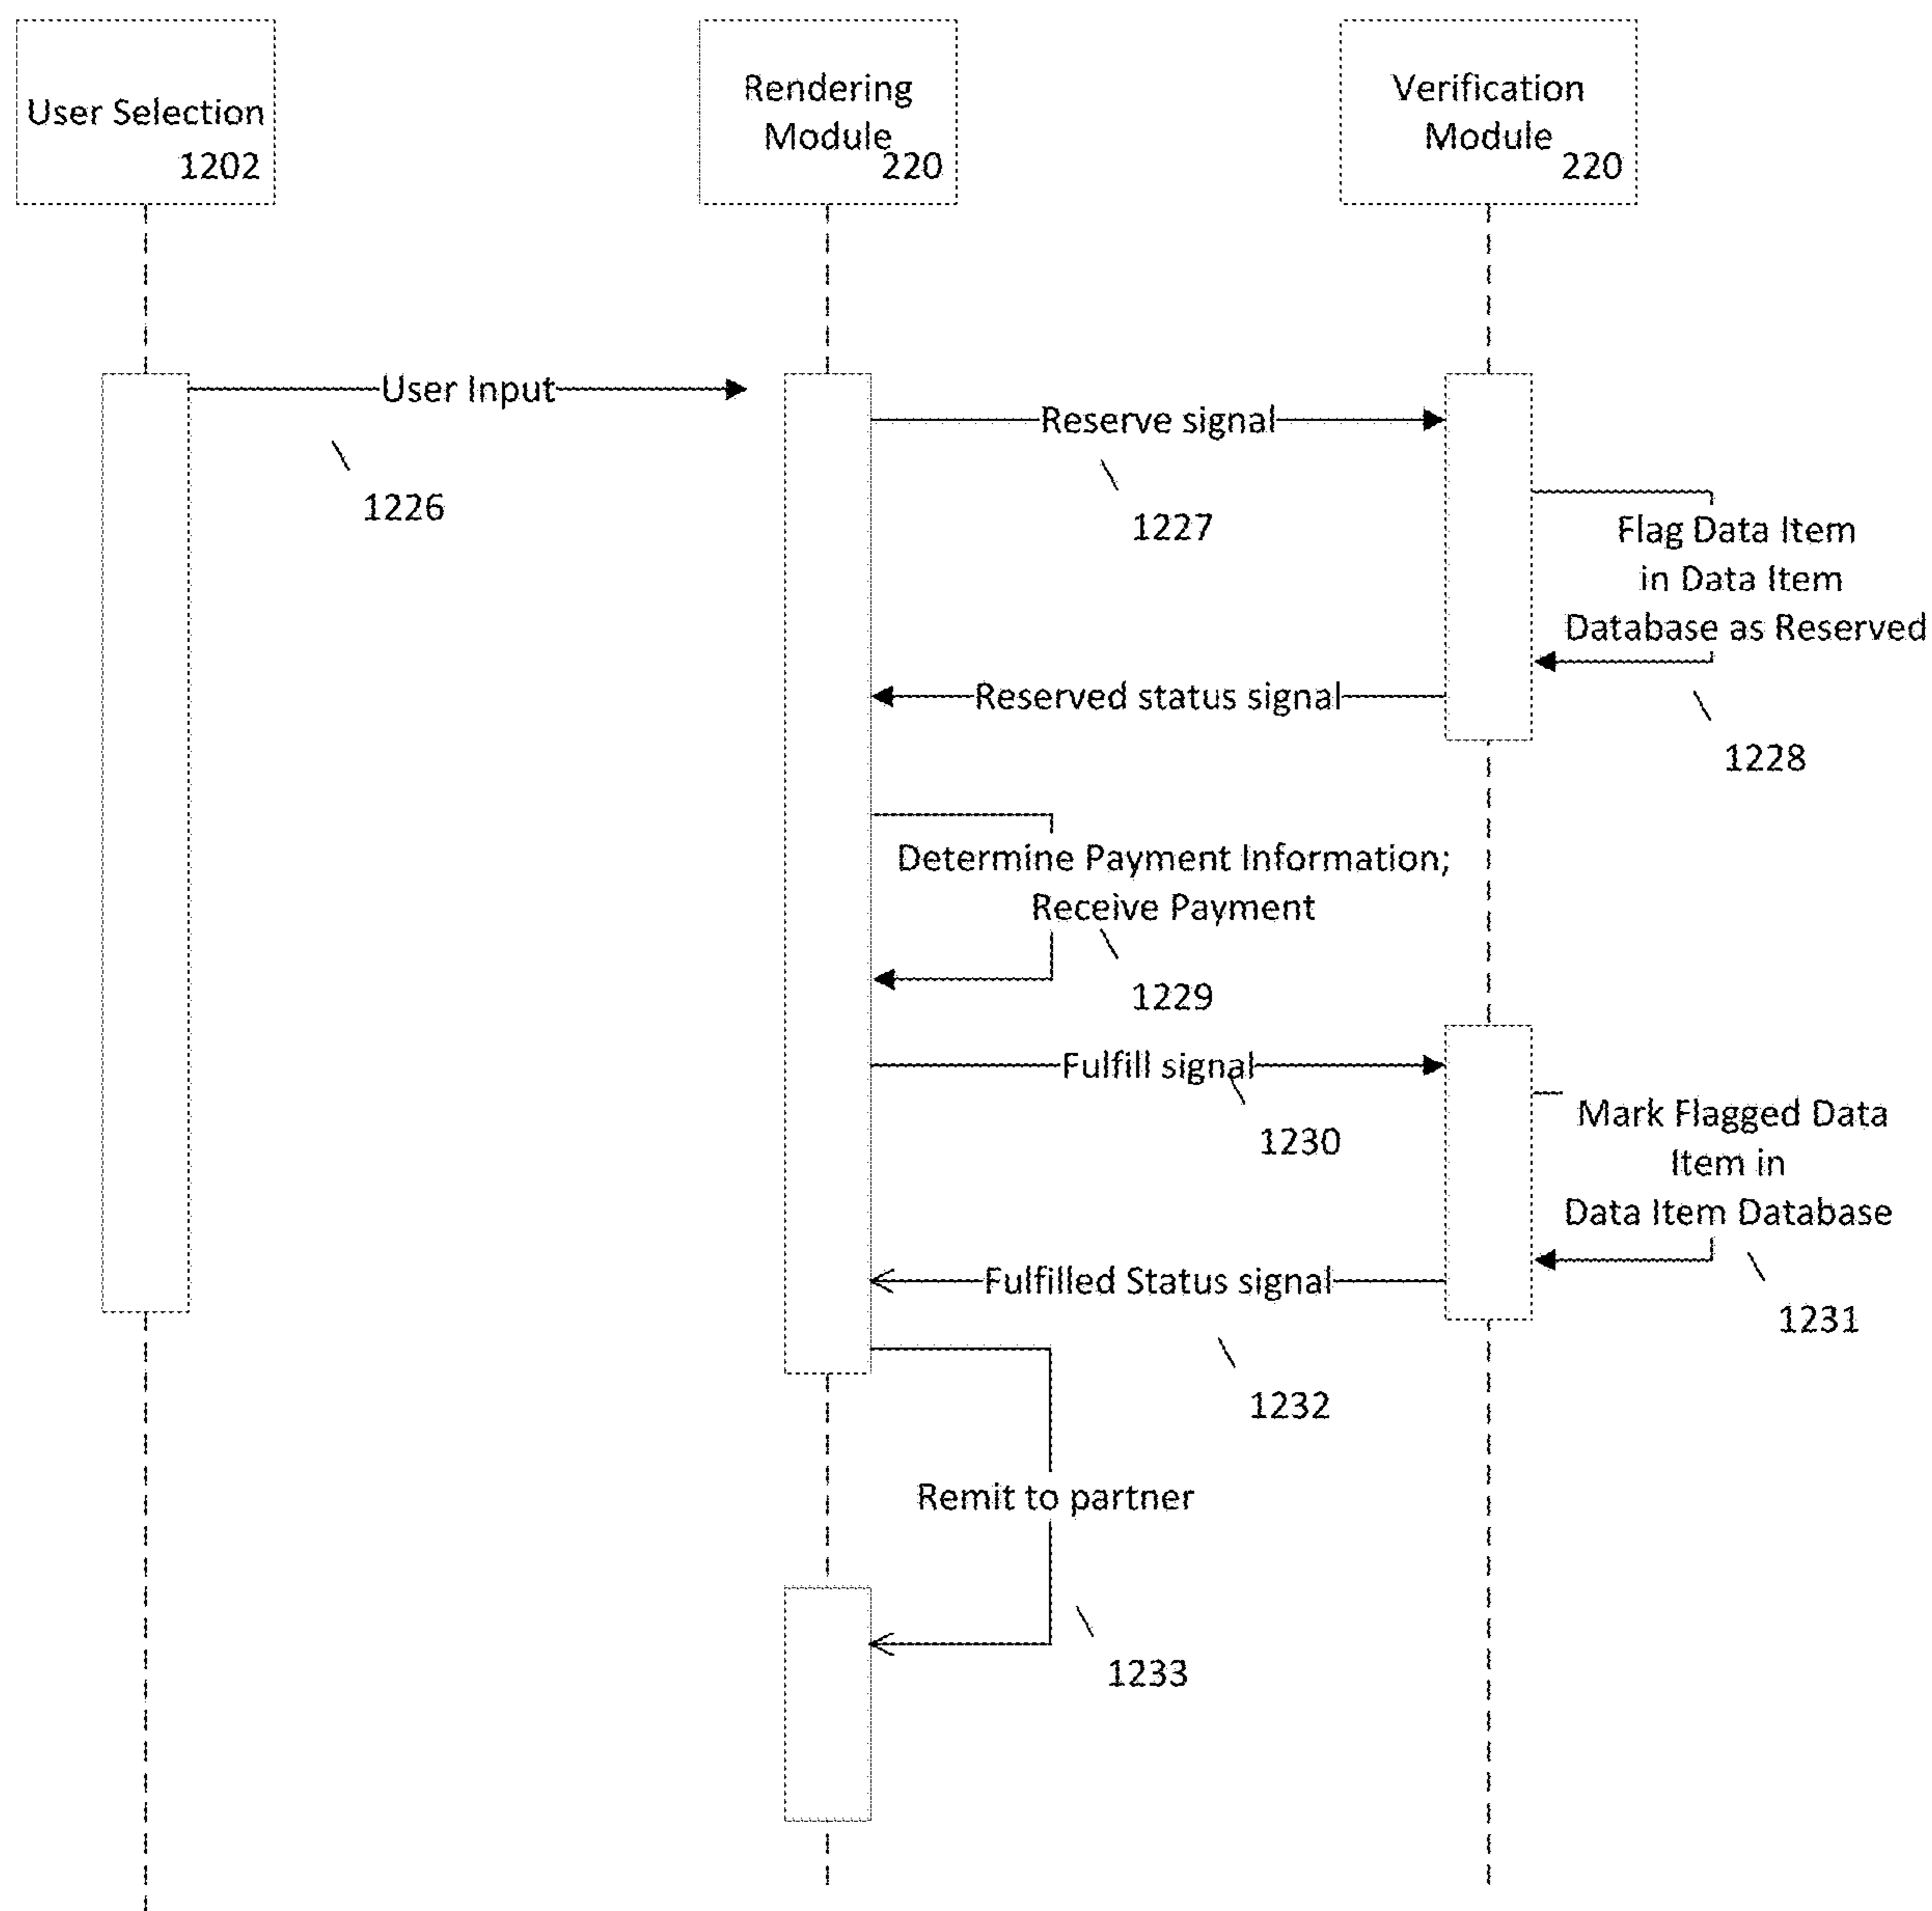 User Selection
1202
Rendering
Module
220
Verification
Module
220
User Input
1226
Reserve signal
1227
Flag Data Item
in Data Item
Database as Reserved
1228
Reserved status signal
Determine Payment Information;
Receive Payment
1229
Fulfill signal
1230
Mark Flagged Data
Item in
Data Item Database
1231
Fulfilled Status signal
1232
Remit to partner
1233